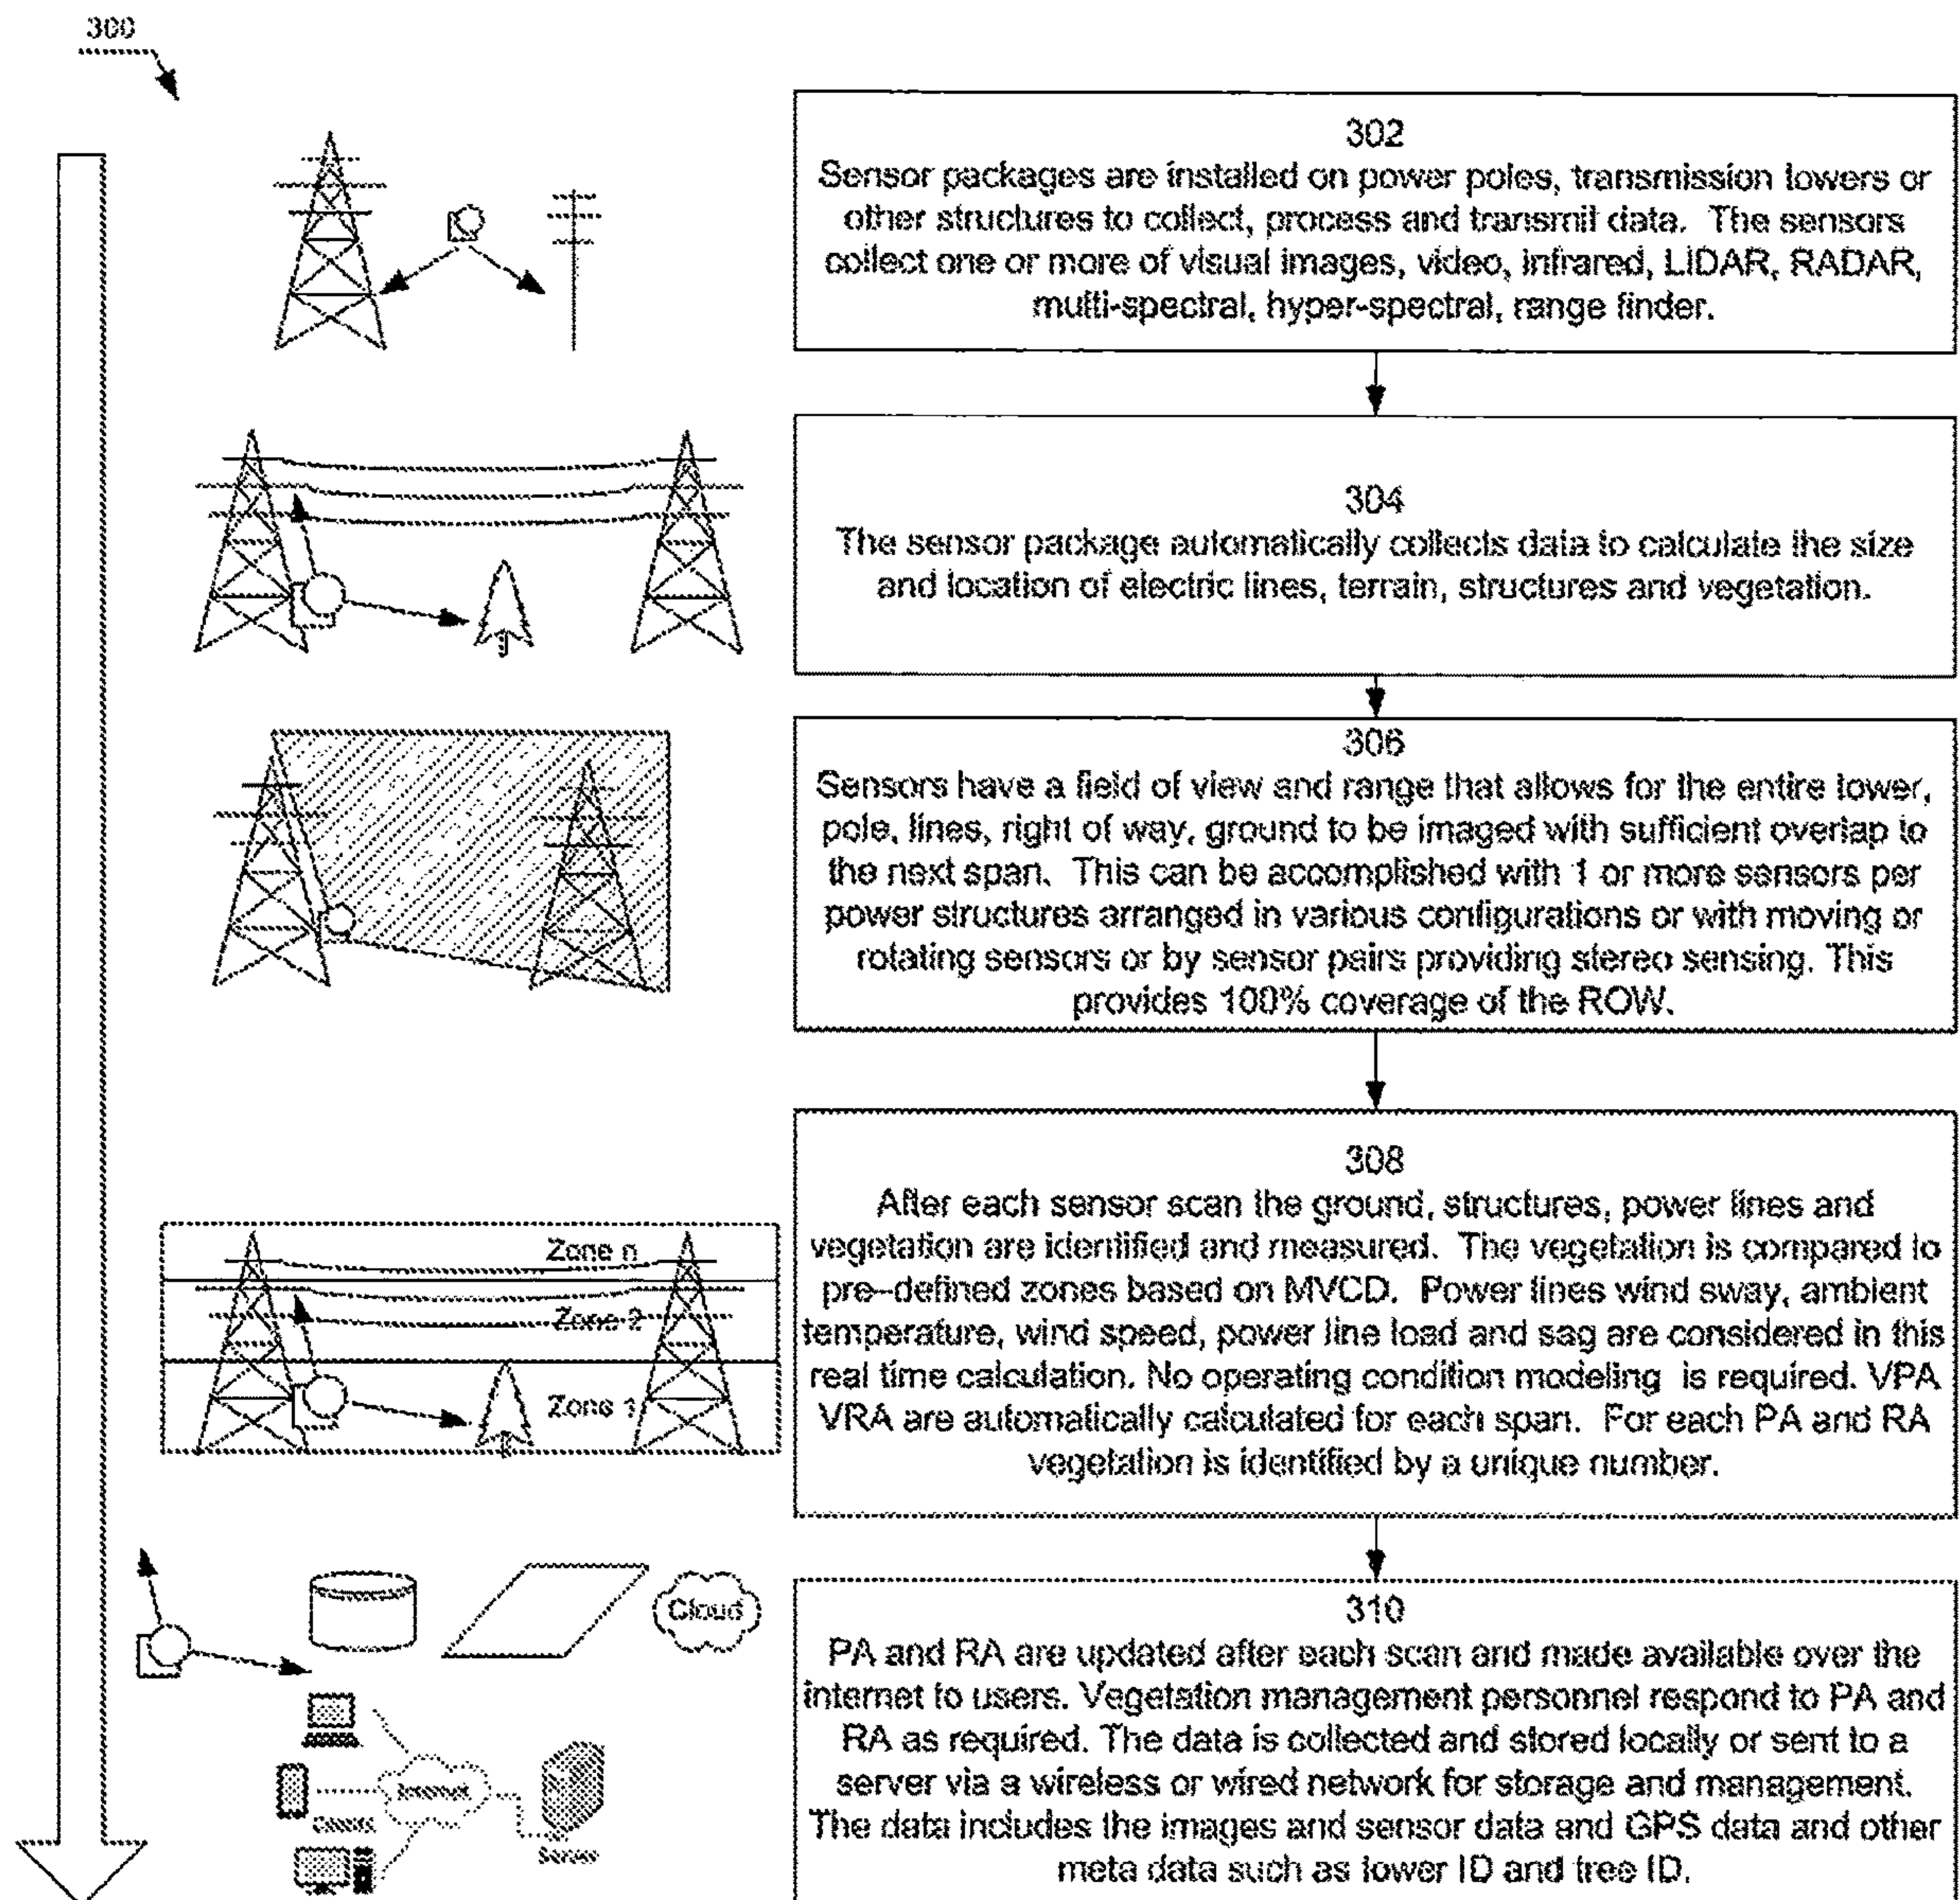 300
302
Sensor packages are installed on power poles, transmission towers or
other structures to collect, process and transmit data. The sensors
collect one or more of visual images, video, infrared, LIDAR, RADAR,
multi-spectral, hyper-spectral, range finder.
304
The sensor package automatically collects data to calculate the size
and location of electric lines, terrain, structures and vegetation.
306
Sensors have a field of view and range that allows for the entire tower,
pole, lines, right of way, ground to be imaged with sufficient overlap to
the next span. This can be accomplished with 1 or more sensors per
power structures arranged in various configurations or with moving or
rotating sensors or by sensor pairs providing stereo sensing. This
provides 100% coverage of the ROW.
Zone n
Zone 2
Zone 1
308
After each sensor scan the ground, structures, power lines and
vegetation are identified and measured. The vegetation is compared to
pre-defined zones based on MVCD. Power lines wind sway, ambient
temperature, wind speed, power line load and sag are considered in this
real time calculation. No operating condition modeling is required. VPA
VRA are automatically calculated for each span. For each PA and RA
vegetation is identified by a unique number.
Cloud
Internet
Clients
Server
310
PA and RA are updated after each scan and made available over the
internet to users. Vegetation management personnel respond to PA and
RA as required. The data is collected and stored locally or sent to a
server via a wireless or wired network for storage and management.
The data includes the images and sensor data and GPS data and other
meta data such as tower ID and tree ID.